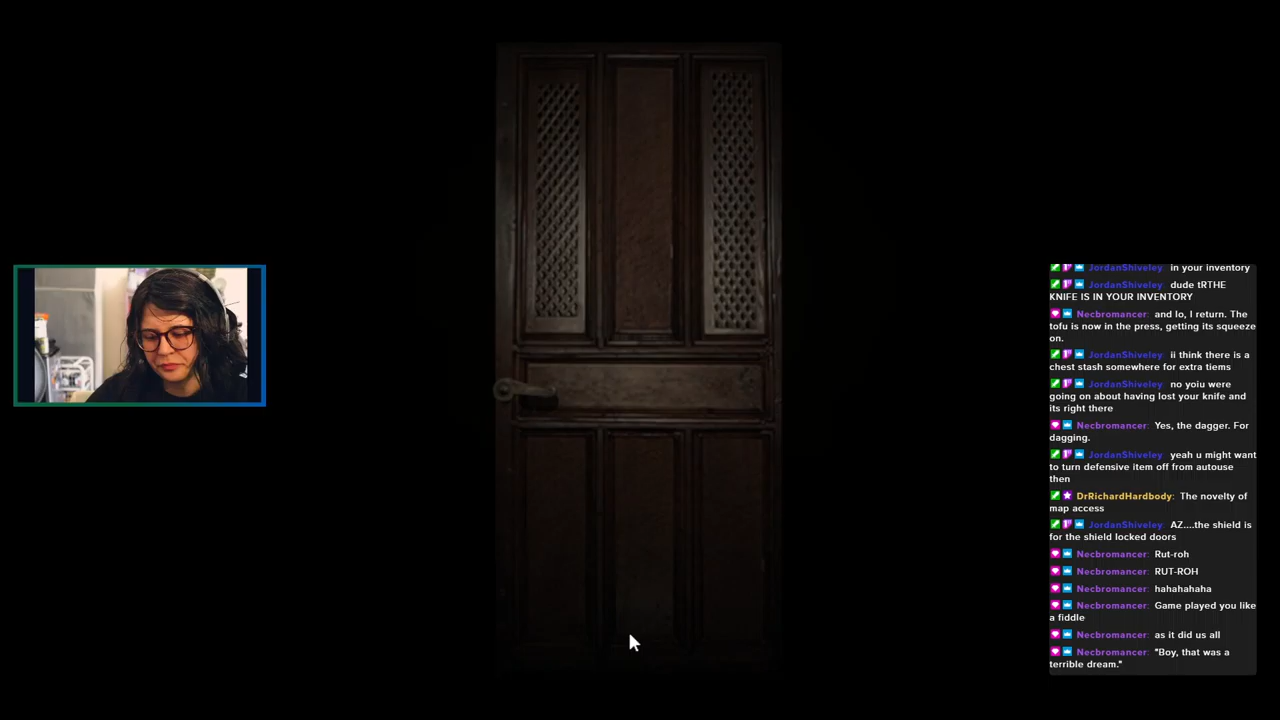 JordanShiveley: in your inventory
JordanShiveley: dude tRTHE
KNIFE IS IN YOUR INVENTORY
Necbromancer: and lo, I return. The
tofu is now in the press, getting its squeeze
on.
JordanShiveley: ii think there is a
chest stash somewhere for extra tiems
JordanShiveley: no yoiu were
going on about having lost your knife and
its right there
Necbromancer: Yes, the dagger. For
dagging.
JordanShiveley: yeah u might want
to turn defensive item off from autouse
then
DrRichardHardbody: The novelty of
map access
JordanShiveley: AZ....the shield is
for the shield locked doors
Necbromancer: Rut-roh
Necbromancer: RUT-ROH
Necbromancer: hahahahaha
Necbromancer: Game played you like
a fiddle
Necbromancer: as it did us all
Necbromancer: "Boy, that was a
terrible dream."